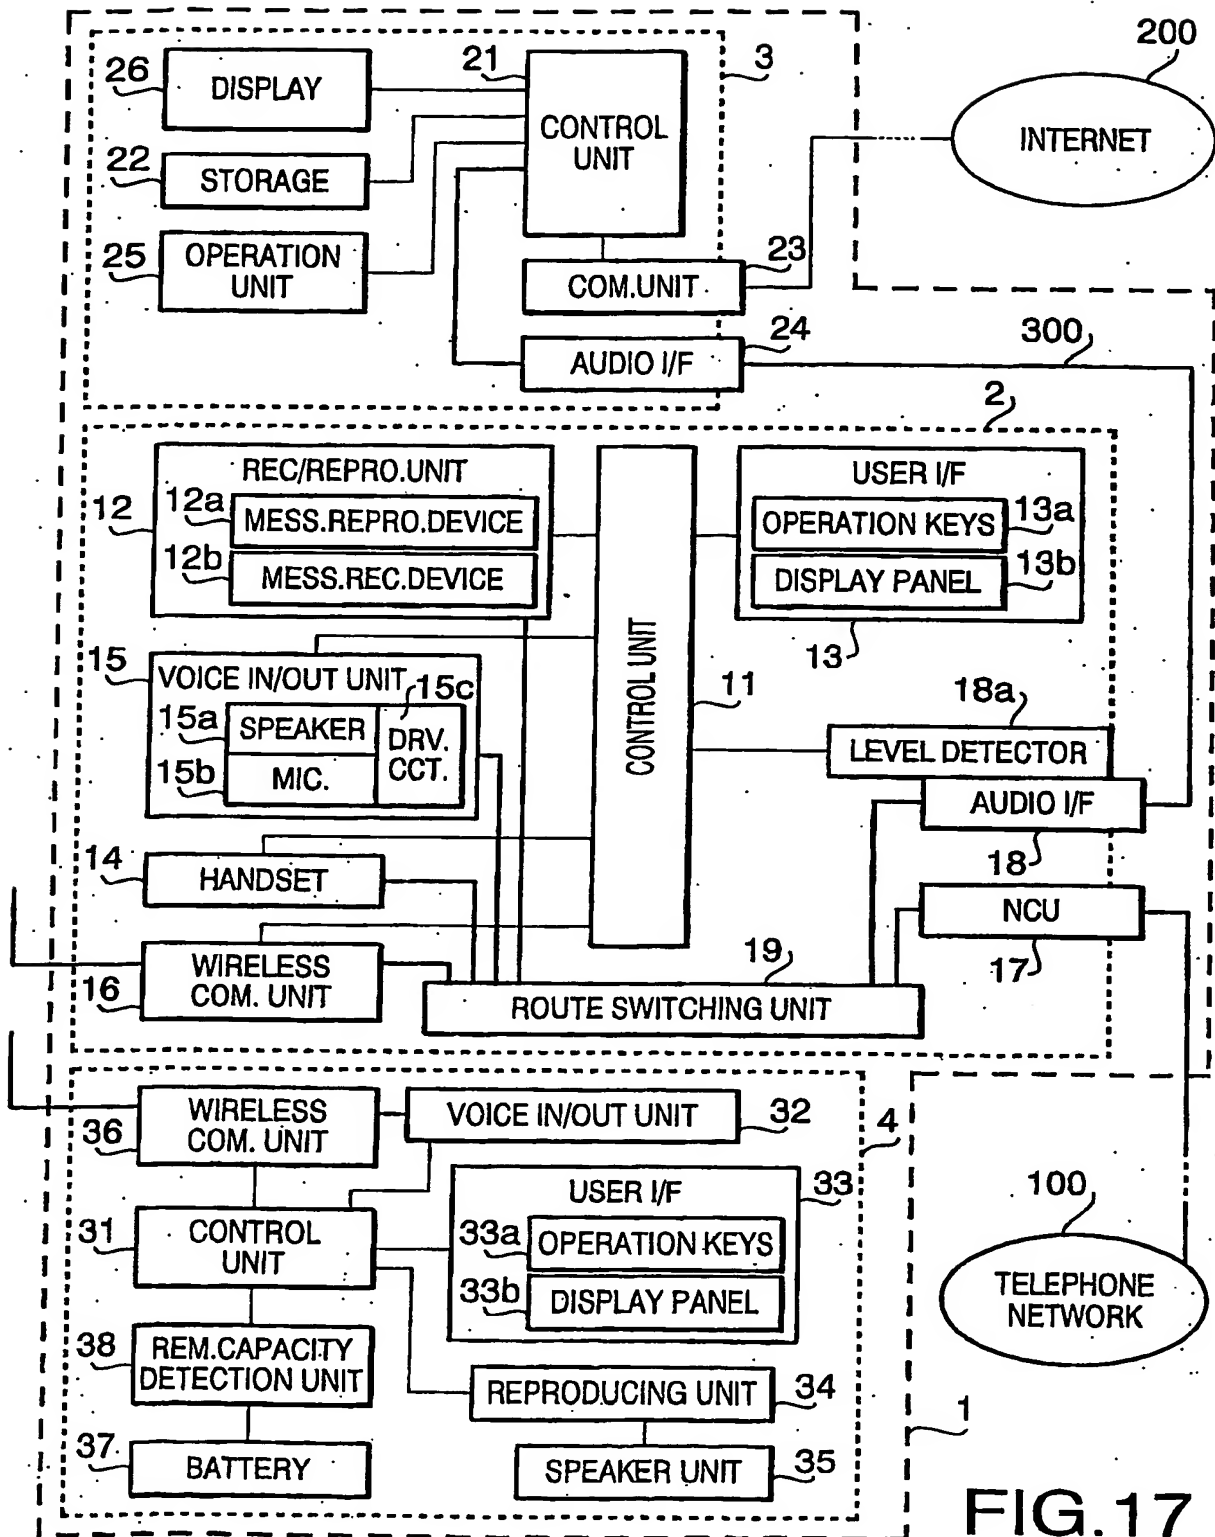 200
26
DISPLAY
21
3
CONTROL
UNIT
INTERNET
22
STORAGE
25
OPERATION
UNIT
23
COM.UNIT
24
AUDIO I/F
300
2
REC/REPRO.UNIT
12
12a
MESS.REPRO.DEVICE
12b
MESS.REC.DEVICE
USER I/F
OPERATION KEYS
13a
DISPLAY PANEL
13b
13
CONTROL UNIT
11
15
VOICE IN/OUT UNIT
15c
15a
SPEAKER
DRV.
CCT.
15b
MIC.
18a
LEVEL DETECTOR
AUDIO I/F
18
14
HANDSET
NCU
17
16
WIRELESS
COM. UNIT
19
ROUTE SWITCHING UNIT
36
WIRELESS
COM. UNIT
VOICE IN/OUT UNIT
32
4
31
CONTROL
UNIT
USER I/F
33
33a
OPERATION KEYS
33b
DISPLAY PANEL
100
TELEPHONE
NETWORK
38
REM.CAPACITY
DETECTION UNIT
REPRODUCING UNIT
34
37
BATTERY
SPEAKER UNIT
35
1
FIG.17